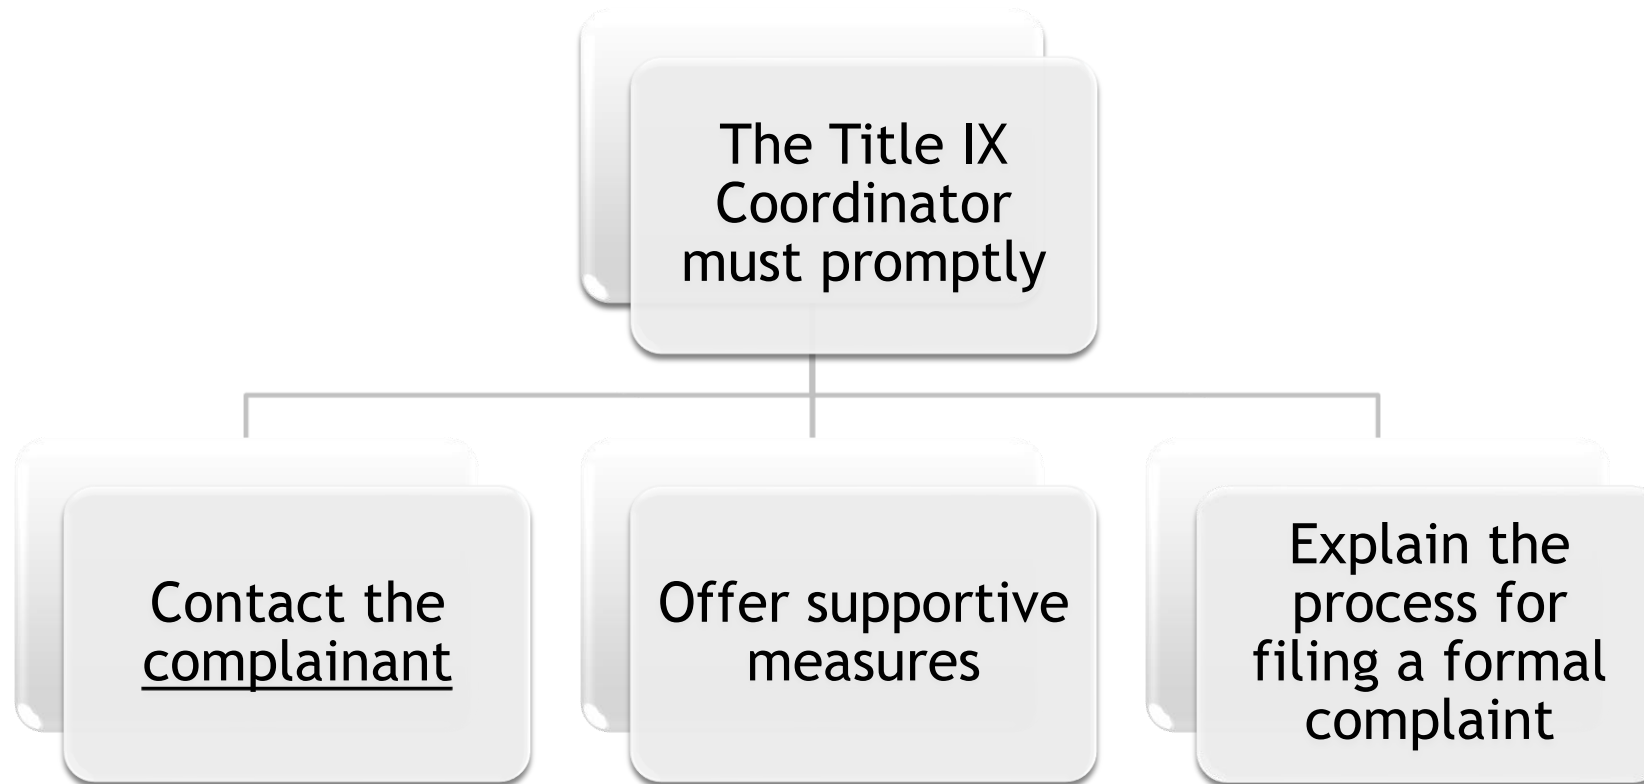 The Title IX
Coordinator
must promptly
Contact the
complainant
Offer supportive
measures
Explain the
process for
filing a formal
complaint